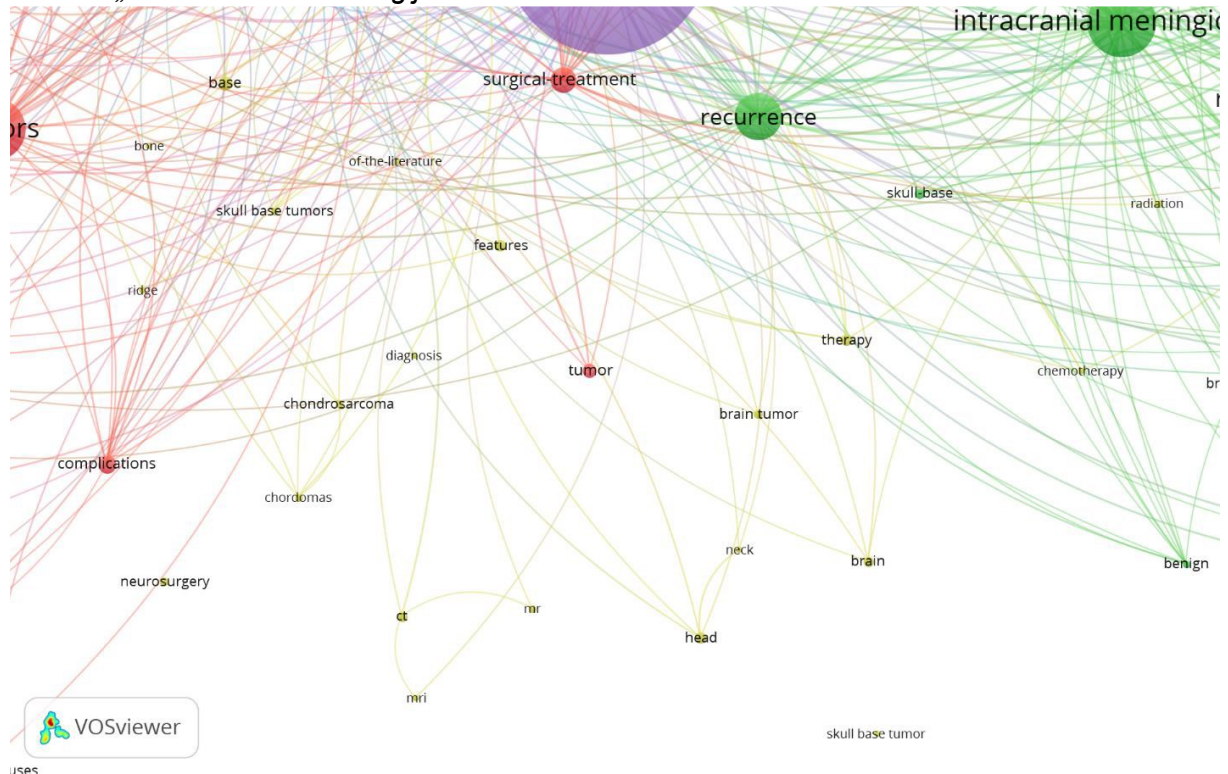 intracranial meningio
surgical-treatment
base
recurrence
ors
bone
of-the-literature
skull-base
radiation
skull base tumors
features
ridge
therapy
diagnosis
tumor
chemotherapy
br
chondrosarcoma
brain tumor
complications
chordomas
neck
brain
benign
neurosurgery
mr
ct
head
mri
VOSviewer
skull base tumor
uses